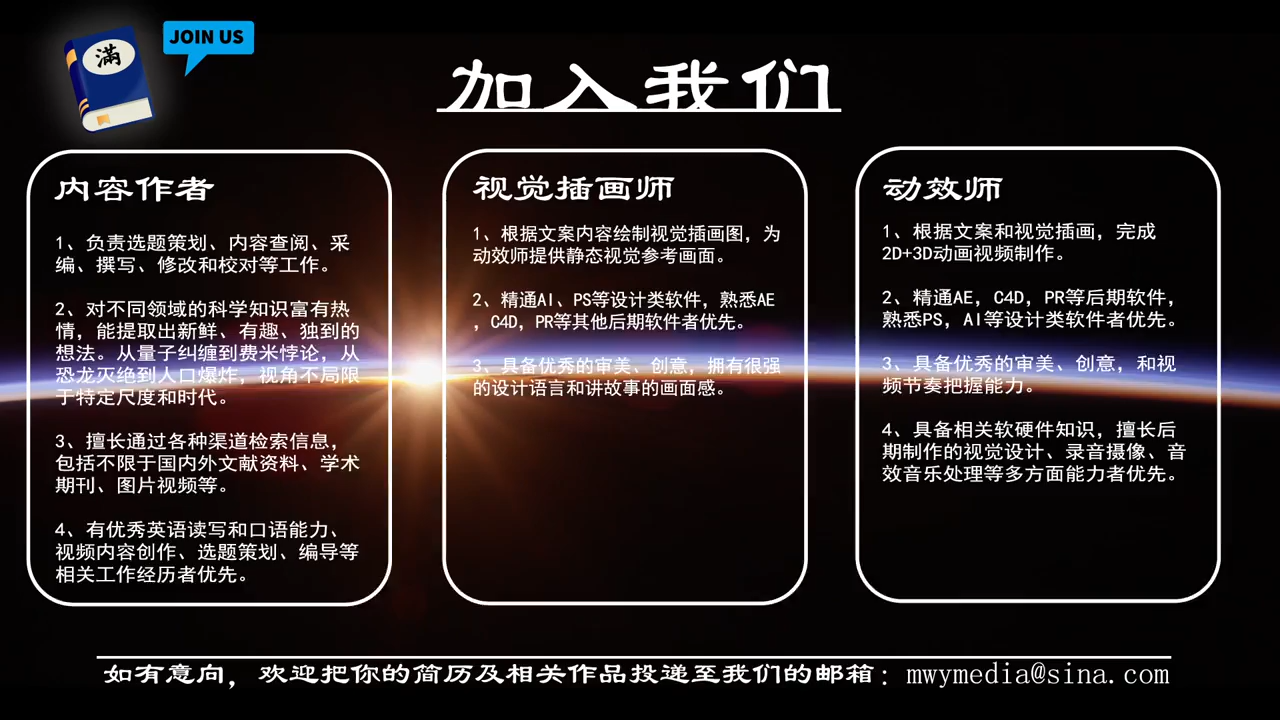 滿
JOIN US
加入我们
内容作者
1、负责选题策划、内容查阅、采
编、撰写、修改和校对等工作。
2、对不同领域的科学知识富有热
情，能提取出新鲜、有趣、独到的
想法。从量子纠缠到费米悖论，从
恐龙灭绝到人口爆炸，视角不局限
于特定尺度和时代。
3、擅长通过各种渠道检索信息，
包括不限于国内外文献资料、学术
期刊、图片视频等。
4、有优秀英语读写和口语能力、
视频内容创作、选题策划、编导等
相关工作经历者优先。
视觉插画师
1、根据文案内容绘制视觉插画图，为
动效师提供静态视觉参考画面。
2、精通AI、PS等设计类软件，熟悉AE
，C4D，PR等其他后期软件者优先。
3、具备优秀的审美、创意，拥有很强
的设计语言和讲故事的画面感。
动效师
1、根据文案和视觉插画，完成
2D+3D动画视频制作。
2、精通AE，C4D，PR等后期软件，
熟悉PS，AI等设计类软件者优先。
3、具备优秀的审美、创意，和视
频节奏把握能力。
4、具备相关软硬件知识，擅长后
期制作的视觉设计、录音摄像、音
效音乐处理等多方面能力者优先。
如有意向，欢迎把你的简历及相关作品投递至我们的邮箱：mwymedia@sina.com